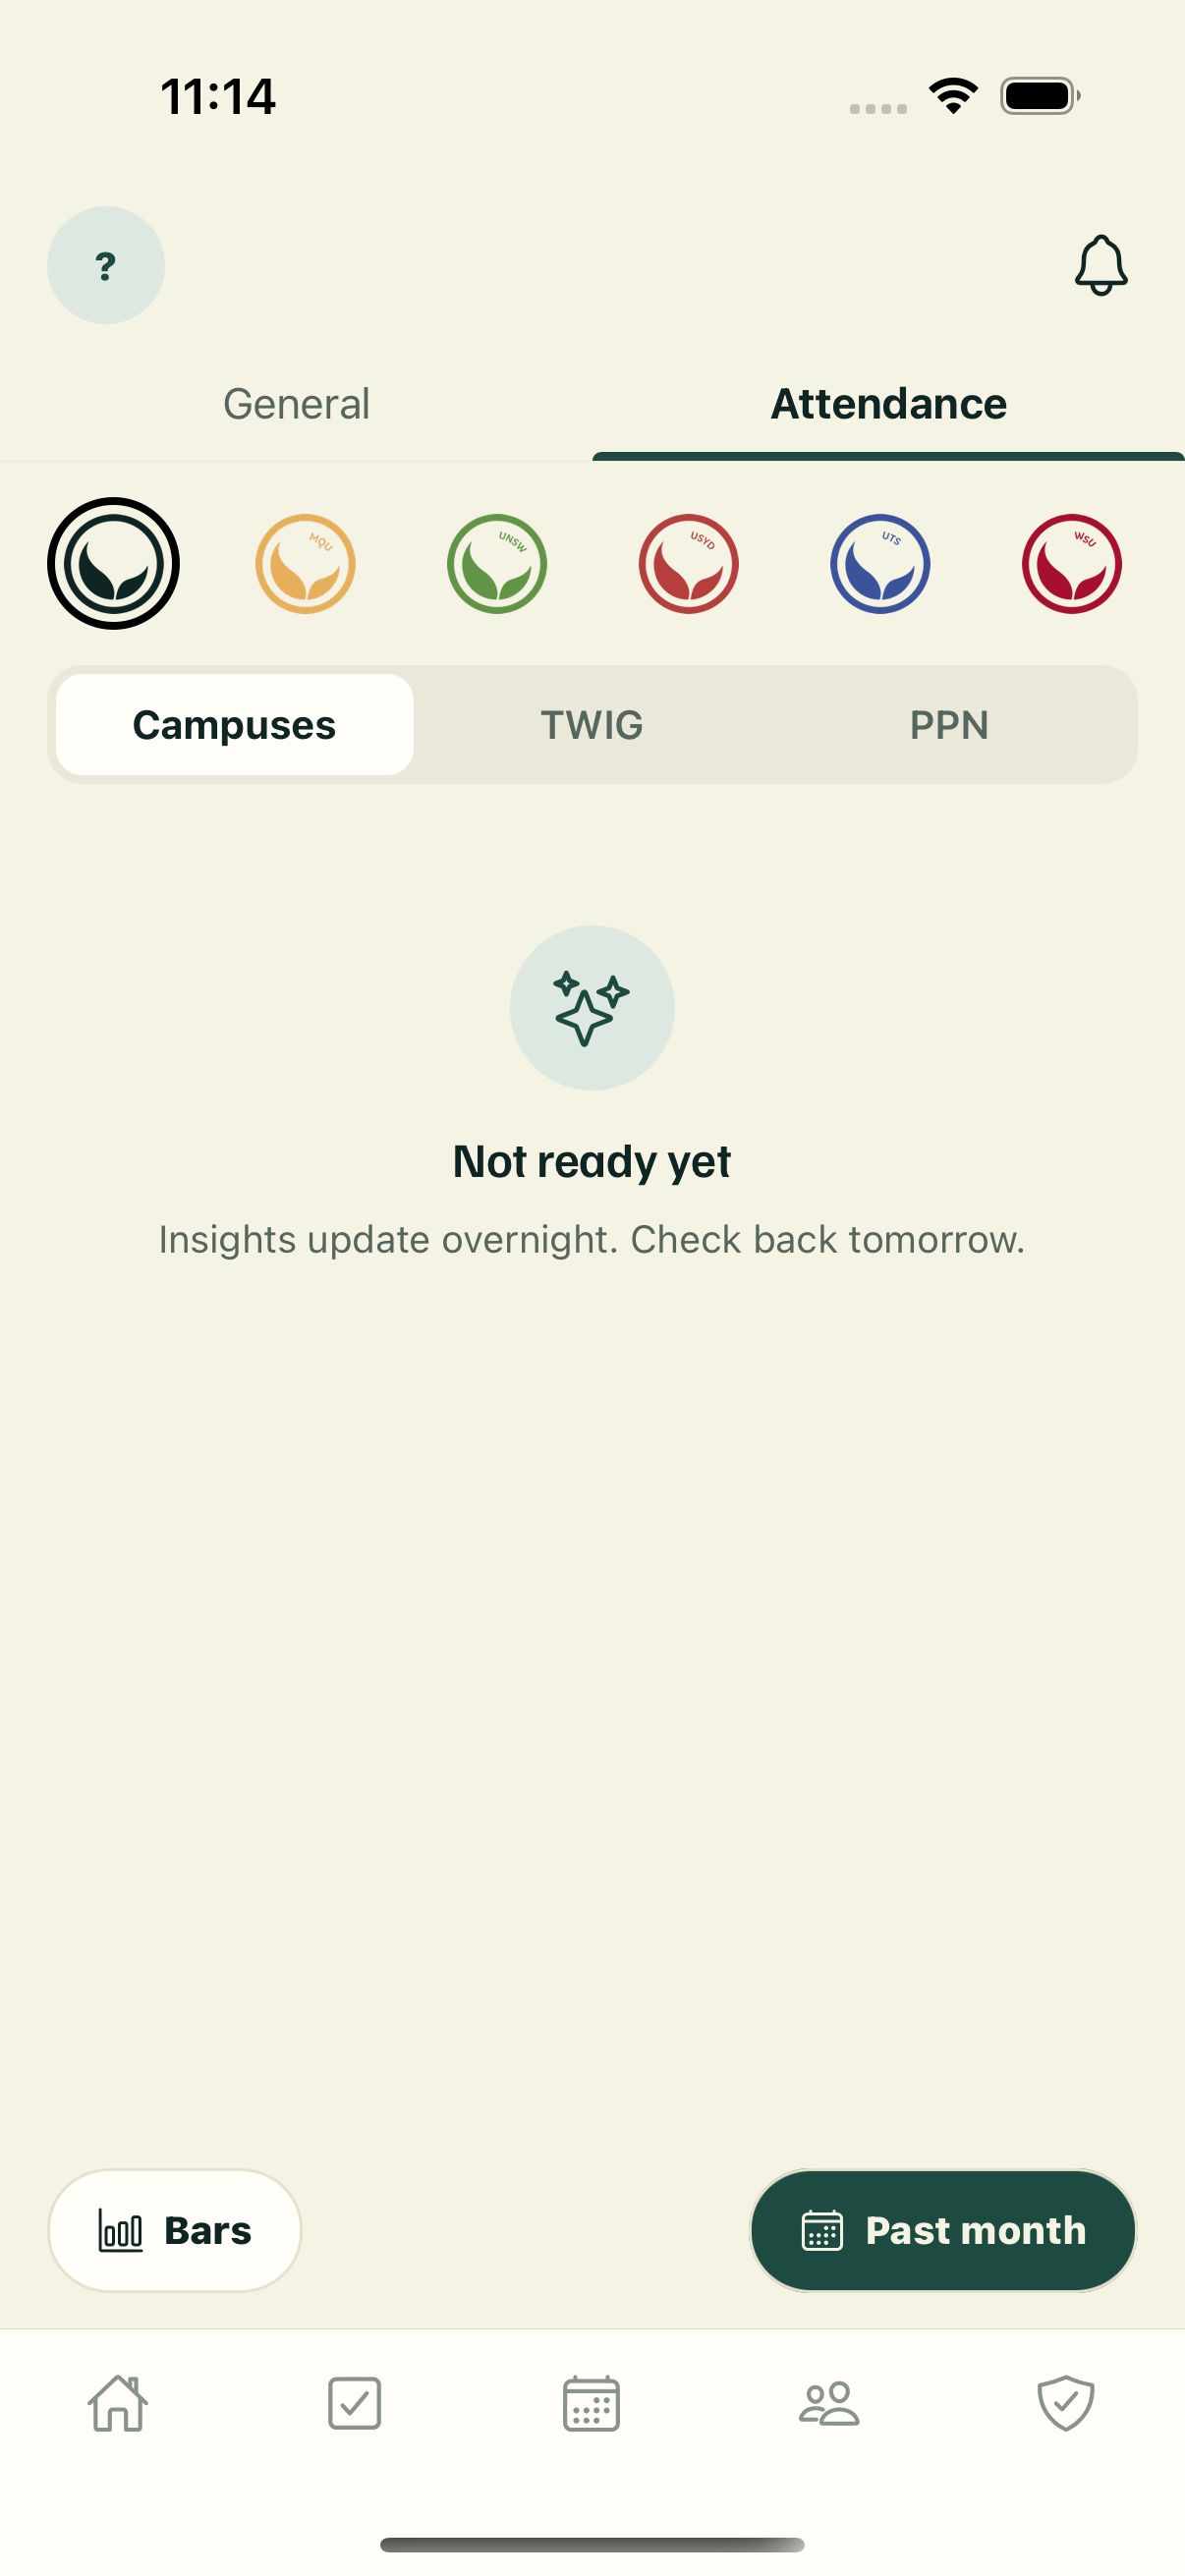 11:14
?
General
Attendance
MQU
UNSW
USYD
UTS
WSU
Campuses
TWIG
PPN
Not ready yet
Insights update overnight. Check back tomorrow.
Bars
Past month